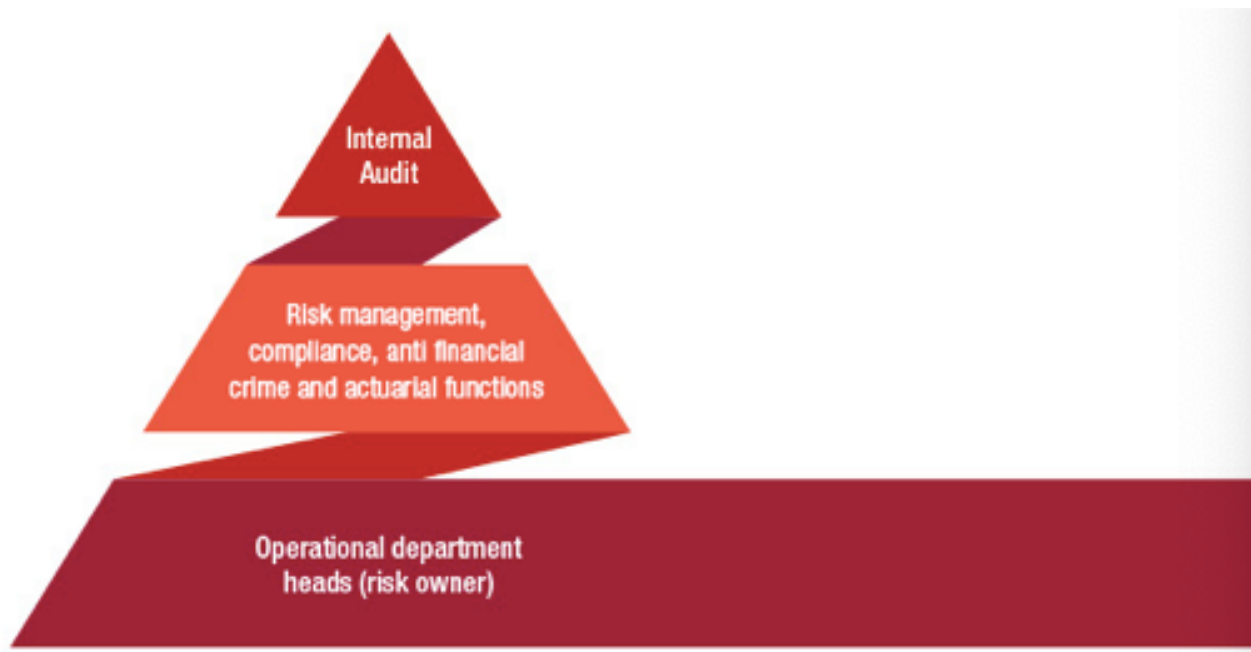 Internal
Audit
Risk management,
compliance, anti financial
crime and actuarial functions
Operational department
heads (risk owner)